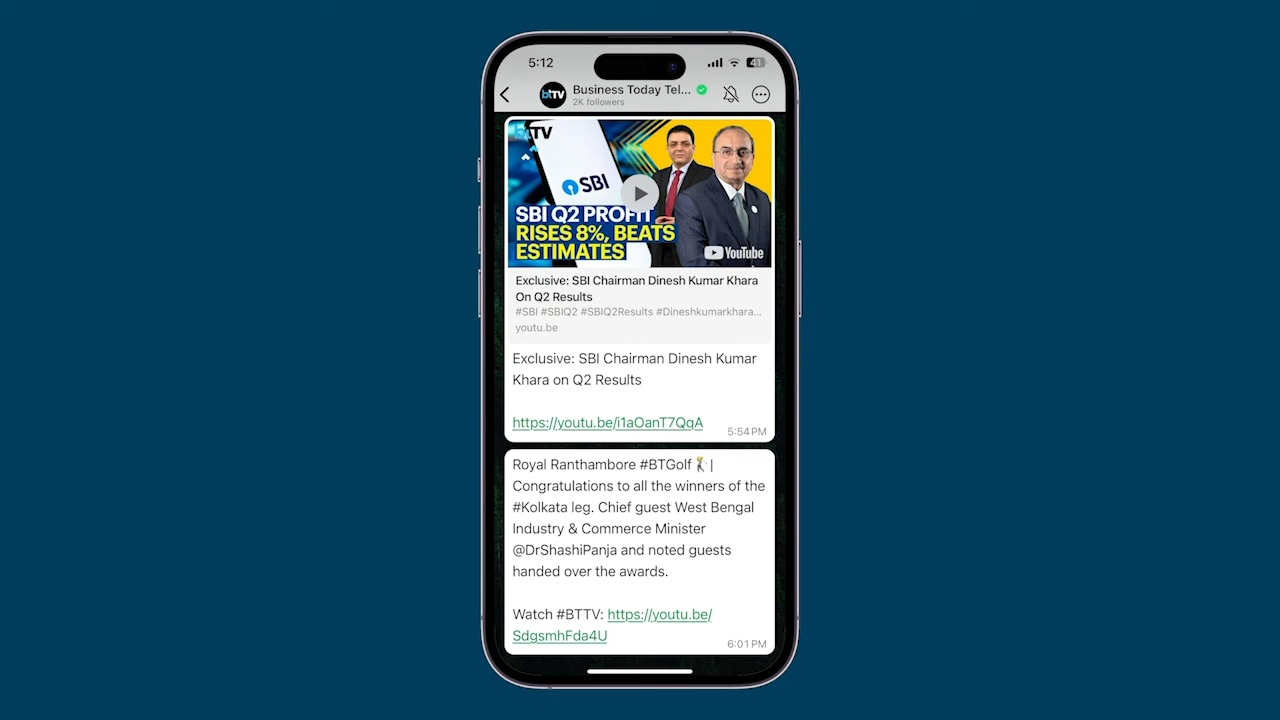 5:12
41
btTV
Business Today Tel...
2K followers
btTV
SBI
SBI Q2 PROFIT
RISES 8%, BEATS
ESTIMATES
YouTube
Exclusive: SBI Chairman Dinesh Kumar Khara
On Q2 Results
#SBI #SBIQ2 #SBIQ2Results #Dineshkumarkhara...
youtu.be
Exclusive: SBI Chairman Dinesh Kumar
Khara on Q2 Results
https://youtu.be/i1aOanT7QqA
5:54 PM
Royal Ranthambore #BTGolf🏌|
Congratulations to all the winners of the
#Kolkata leg. Chief guest West Bengal
Industry & Commerce Minister
@DrShashiPanja and noted guests
handed over the awards.
Watch #BTTV: https://youtu.be/
SdgsmhFda4U
6:01 PM